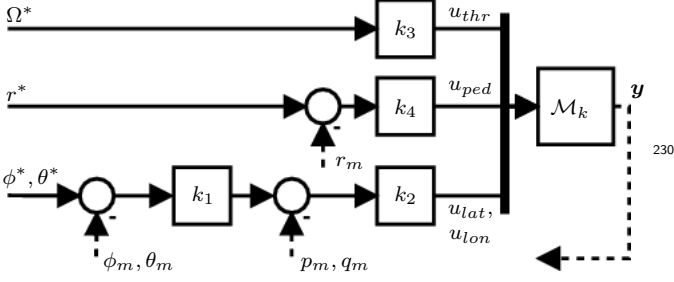 Ω*
k₃
u_thr
r*
k₄
u_ped
-
r_m
ℳ_k
y
230
ϕ*, θ*
k₁
k₂
-
-
u_lat,
u_lon
ϕ_m, θ_m
p_m, q_m